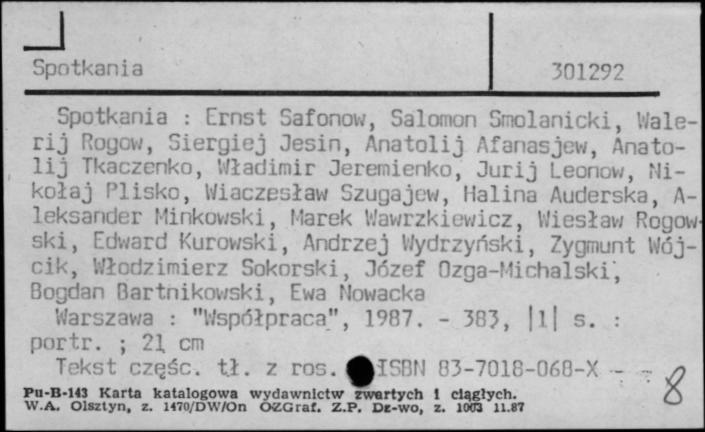 Spotkania 301292
Spotkania : Ernst Safonow, Salomon Smolanicki, Wale-
rij Rogow, Siergiej Jesin, Anatolij Afanasjew, Anato-
lij Tkaczenko, Władimir Jeremienko, Jurij Leonow, Ni-
kołaj Plisko, Wiaczesław Szugajew, Halina Auderska, A-
leksander Minkowski, Marek Wawrzkiewicz, Wiesław Rogow-
ski, Edward Kurowski, Andrzej Wydrzyński, Zygmunt Wój-
cik, Włodzimierz Sokorski, Józef Ozga-Michalski,
Bogdan Bartnikowski, Ewa Nowacka
Warszawa : "Współpraca", 1987. - 383, |1| s. :
portr. ; 21 cm
Tekst częśc. tł. z ros. ISBN 83-7018-068-X - -
8
Pu-B-143 Karta katalogowa wydawnictw zwartych i ciągłych.
W.A. Olsztyn, z. 1470/DW/On OZGraf. Z.P. Dz-wo, z. 1003 11.87